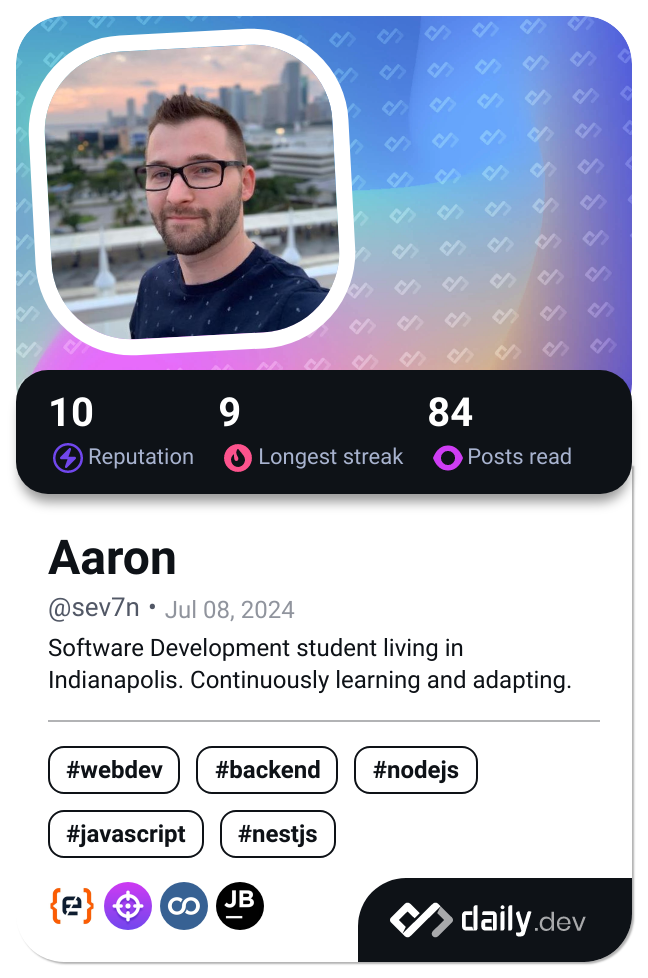 10 9 84
Reputation Longest streak Posts read
Aaron
@sev7n • Jul 08, 2024
Software Development student living in
Indianapolis. Continuously learning and adapting.
#webdev #backend #nodejs
#javascript #nestjs
JB
daily.dev